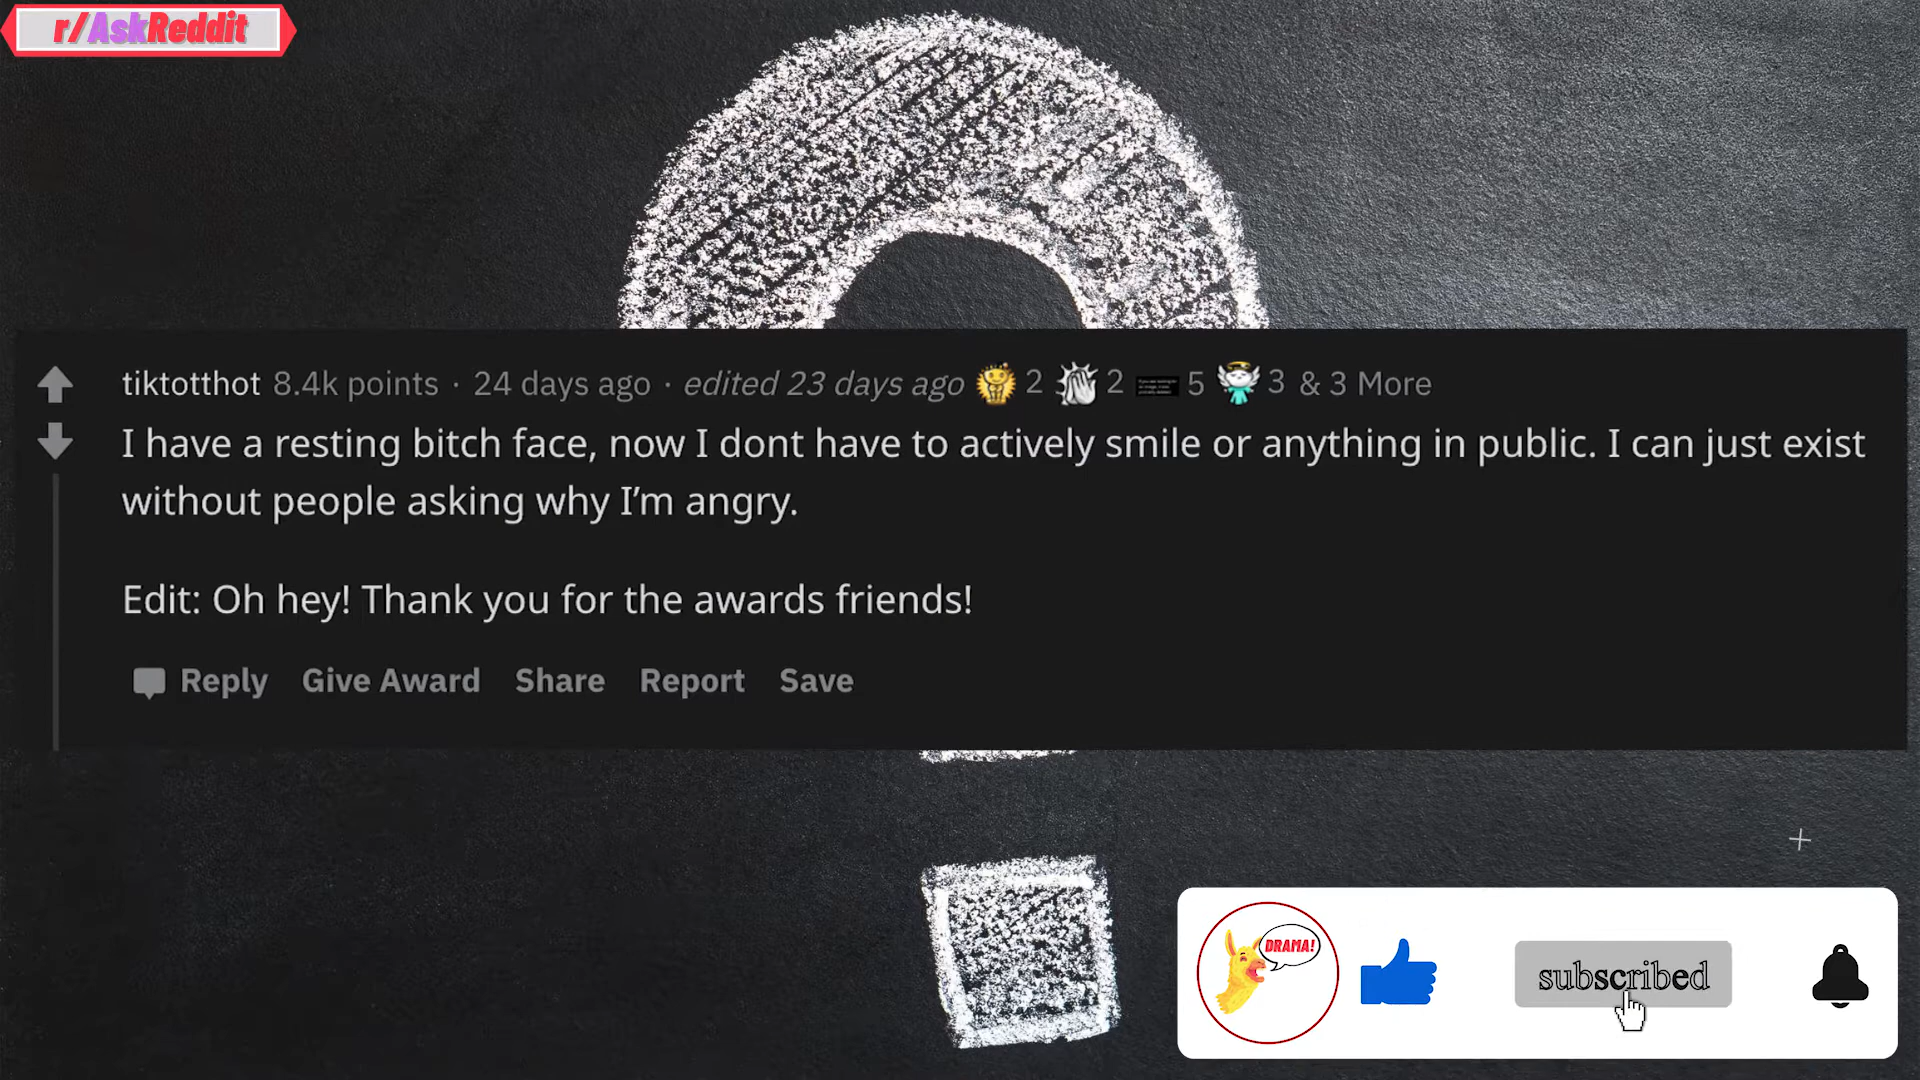 r/AskReddit
tiktotthot 8.4k points · 24 days ago · edited 23 days ago 2 2 5 3 & 3 More
I have a resting bitch face, now I dont have to actively smile or anything in public. I can just exist
without people asking why I’m angry.
Edit: Oh hey! Thank you for the awards friends!
Reply Give Award Share Report Save
DRAMA!
subscribed